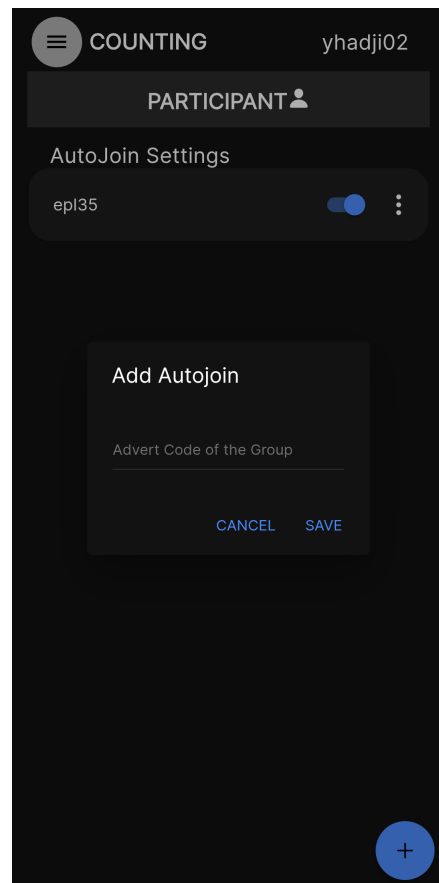 COUNTING yhadji02
PARTICIPANT
AutoJoin Settings
epl35
Add Autojoin
Advert Code of the Group
CANCEL SAVE
+